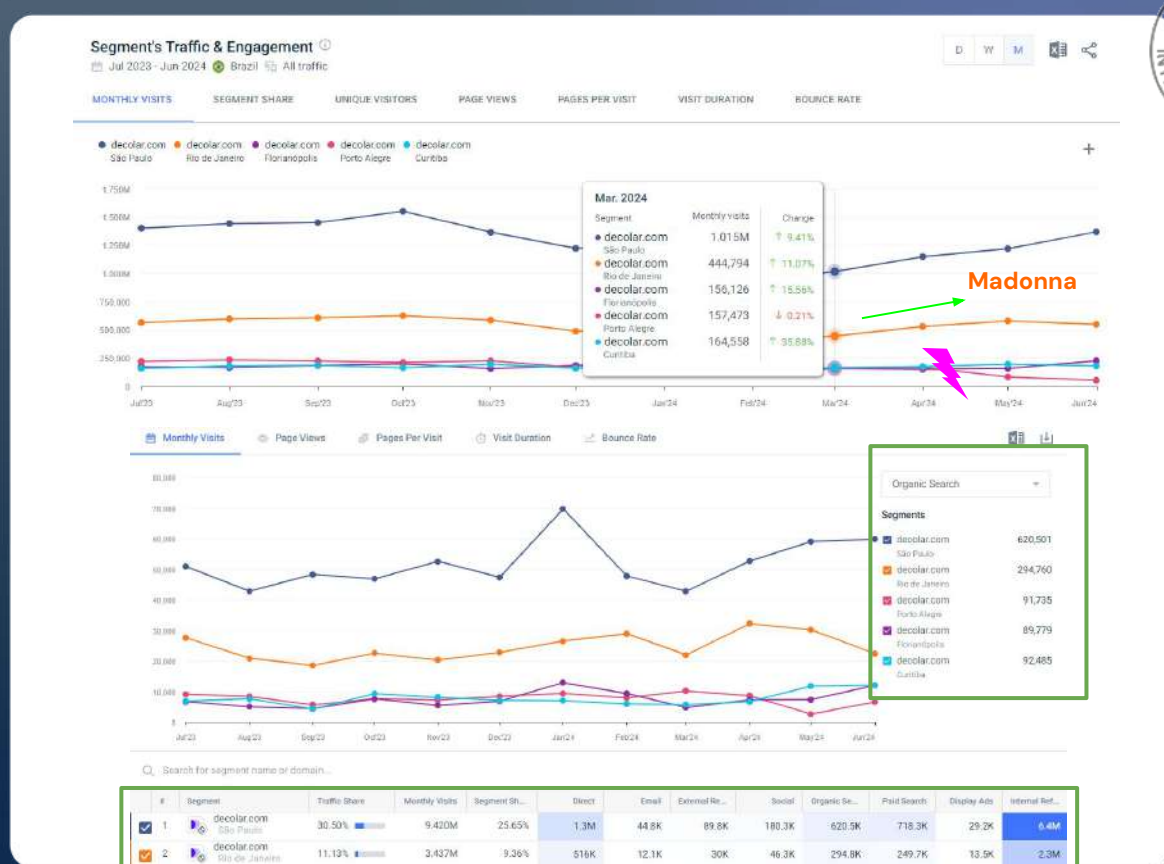 Segment's Traffic & Engagement
Jul 2023 - Jun 2024 Brazil All traffic
D W M
MONTHLY VISITS SEGMENT SHARE UNIQUE VISITORS PAGE VIEWS PAGES PER VISIT VISIT DURATION BOUNCE RATE
decolar.com decolar.com decolar.com decolar.com decolar.com
São Paulo Rio de Janeiro Florianópolis Porto Alegre Curitiba
+
1.750M
1.500M
1.250M
1.000M
750,000
500,000
250,000
0
Mar. 2024
Segment Monthly visits Change
decolar.com 1.015M ↑ 9.41%
São Paulo
decolar.com 444,794 ↑ 11.07%
Rio de Janeiro
decolar.com 156,126 ↑ 15.56%
Florianópolis
decolar.com 157,473 ↓ 0.21%
Porto Alegre
decolar.com 164,558 ↑ 35.68%
Curitiba
Madonna
Jul'23 Aug'23 Sep'23 Oct'23 Nov'23 Dec'23 Jan'24 Feb'24 Mar'24 Apr'24 May'24 Jun'24
Monthly Visits Page Views Pages Per Visit Visit Duration Bounce Rate
80,000
70,000
60,000
50,000
40,000
30,000
20,000
10,000
Organic Search
Segments
decolar.com 620,501
São Paulo
decolar.com 294,760
Rio de Janeiro
decolar.com 91,735
Porto Alegre
decolar.com 89,779
Florianópolis
decolar.com 92,485
Curitiba
Jul'23 Aug'23 Sep'23 Oct'23 Nov'23 Dec'23 Jan'24 Feb'24 Mar'24 Apr'24 May'24 Jun'24
Search for segment name or domain...
# Segment Traffic Share Monthly Visits Segment Sh... Direct Email External Re... Social Organic Se... Paid Search Display Ads Internal Ref...
1 decolar.com 30.50% 9.420M 25.65% 1.3M 44.8K 89.8K 180.3K 620.5K 718.3K 29.2K 6.4M
São Paulo
2 decolar.com 11.13% 3.437M 9.36% 516K 12.1K 30K 46.3K 294.8K 249.7K 13.5K 2.3M
Rio de Janeiro